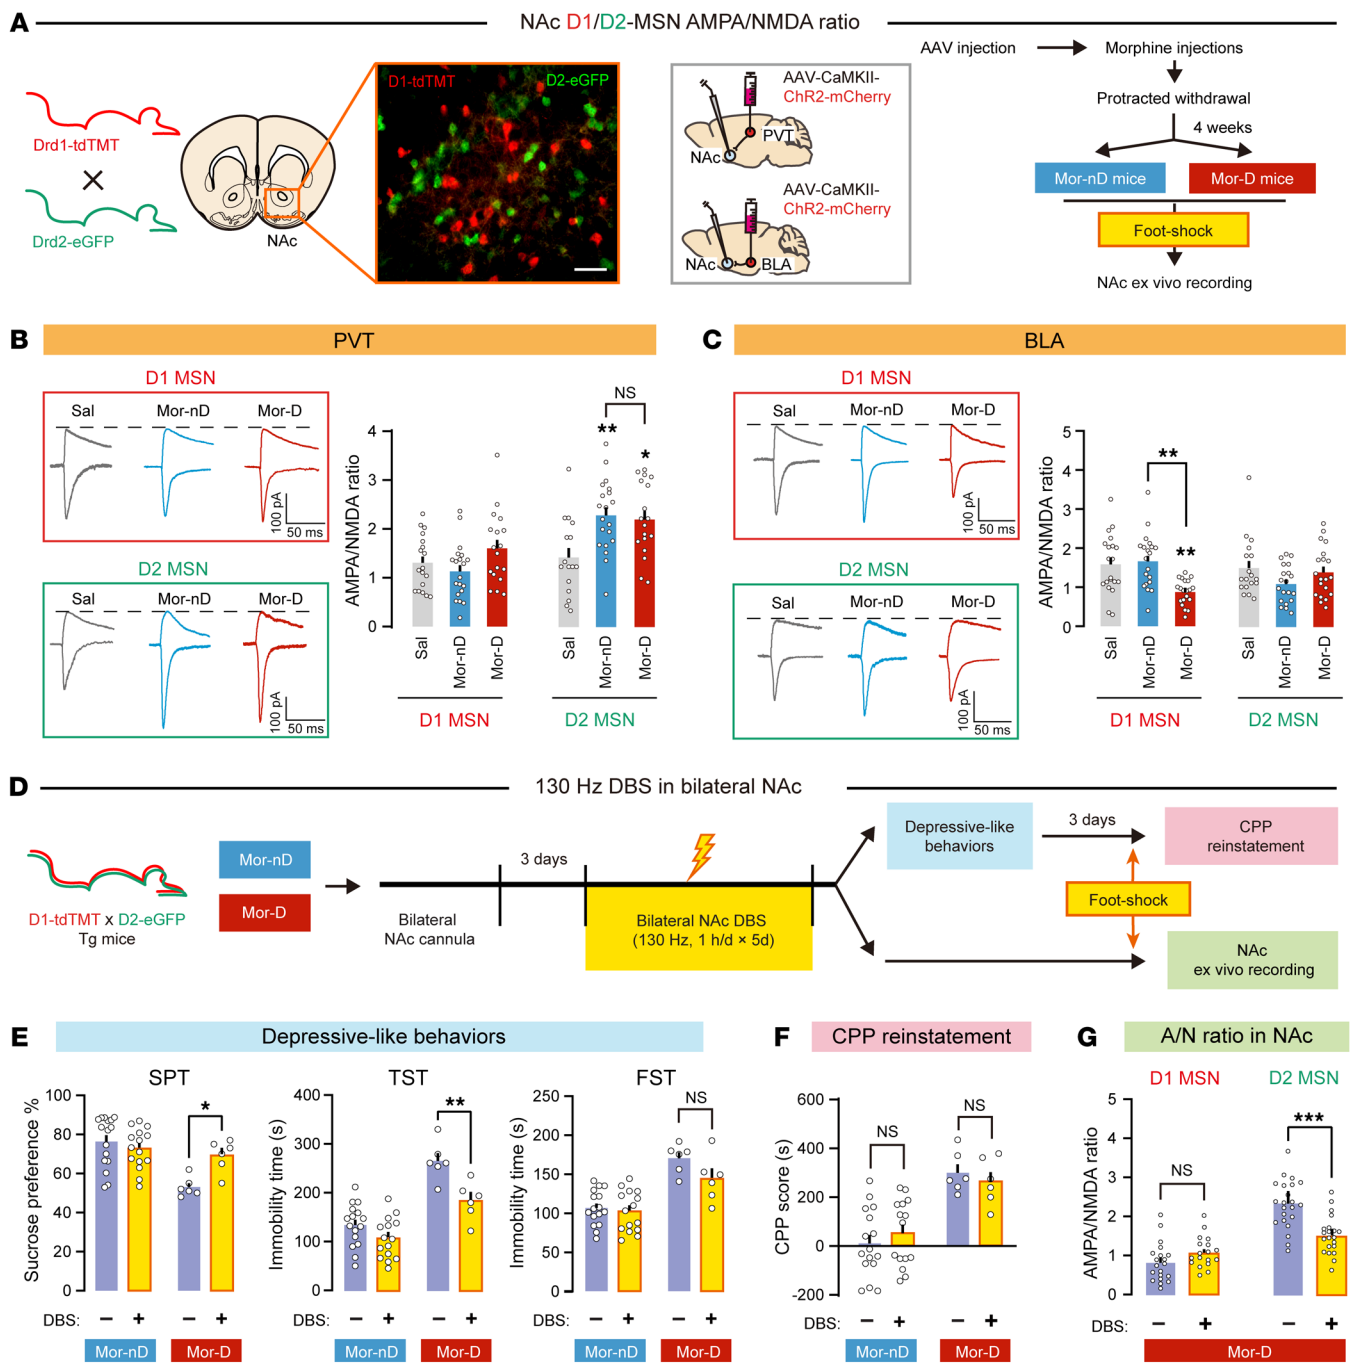 A
NAc D1/D2-MSN AMPA/NMDA ratio
Drd1-tdTMT
×
Drd2-eGFP
NAc
D1-tdTMT D2-eGFP
AAV-CaMKII-
ChR2-mCherry
PVT
NAc
AAV-CaMKII-
ChR2-mCherry
NAc
BLA
AAV injection
Morphine injections
Protracted withdrawal
4 weeks
Mor-nD mice
Mor-D mice
Foot-shock
NAc ex vivo recording
B
PVT
D1 MSN
Sal Mor-nD Mor-D
100 pA
50 ms
D2 MSN
Sal Mor-nD Mor-D
100 pA
50 ms
AMPA/NMDA ratio
4
3
2
1
0
NS
**
*
Sal Mor-nD Mor-D
Sal Mor-nD Mor-D
D1 MSN
D2 MSN
C
BLA
D1 MSN
Sal Mor-nD Mor-D
100 pA
50 ms
D2 MSN
Sal Mor-nD Mor-D
100 pA
50 ms
AMPA/NMDA ratio
5
4
3
2
1
0
**
**
Sal Mor-nD Mor-D
Sal Mor-nD Mor-D
D1 MSN
D2 MSN
D
130 Hz DBS in bilateral NAc
D1-tdTMT x D2-eGFP
Tg mice
Mor-nD
Mor-D
Bilateral
NAc cannula
3 days
Bilateral NAc DBS
(130 Hz, 1 h/d × 5d)
Depressive-like
behaviors
3 days
CPP
reinstatement
Foot-shock
NAc
ex vivo recording
E
Depressive-like behaviors
SPT
Sucrose preference %
100
80
60
40
20
0
*
DBS: – + – +
Mor-nD Mor-D
TST
Immobility time (s)
400
300
200
100
0
**
DBS: – + – +
Mor-nD Mor-D
FST
Immobility time (s)
250
200
150
100
50
0
NS
DBS: – + – +
Mor-nD Mor-D
F
CPP reinstatement
CPP score (s)
600
400
200
0
-200
NS
NS
DBS: – + – +
Mor-nD Mor-D
G
A/N ratio in NAc
D1 MSN D2 MSN
AMPA/NMDA ratio
5
4
3
2
1
0
NS
***
DBS: – + – +
Mor-D